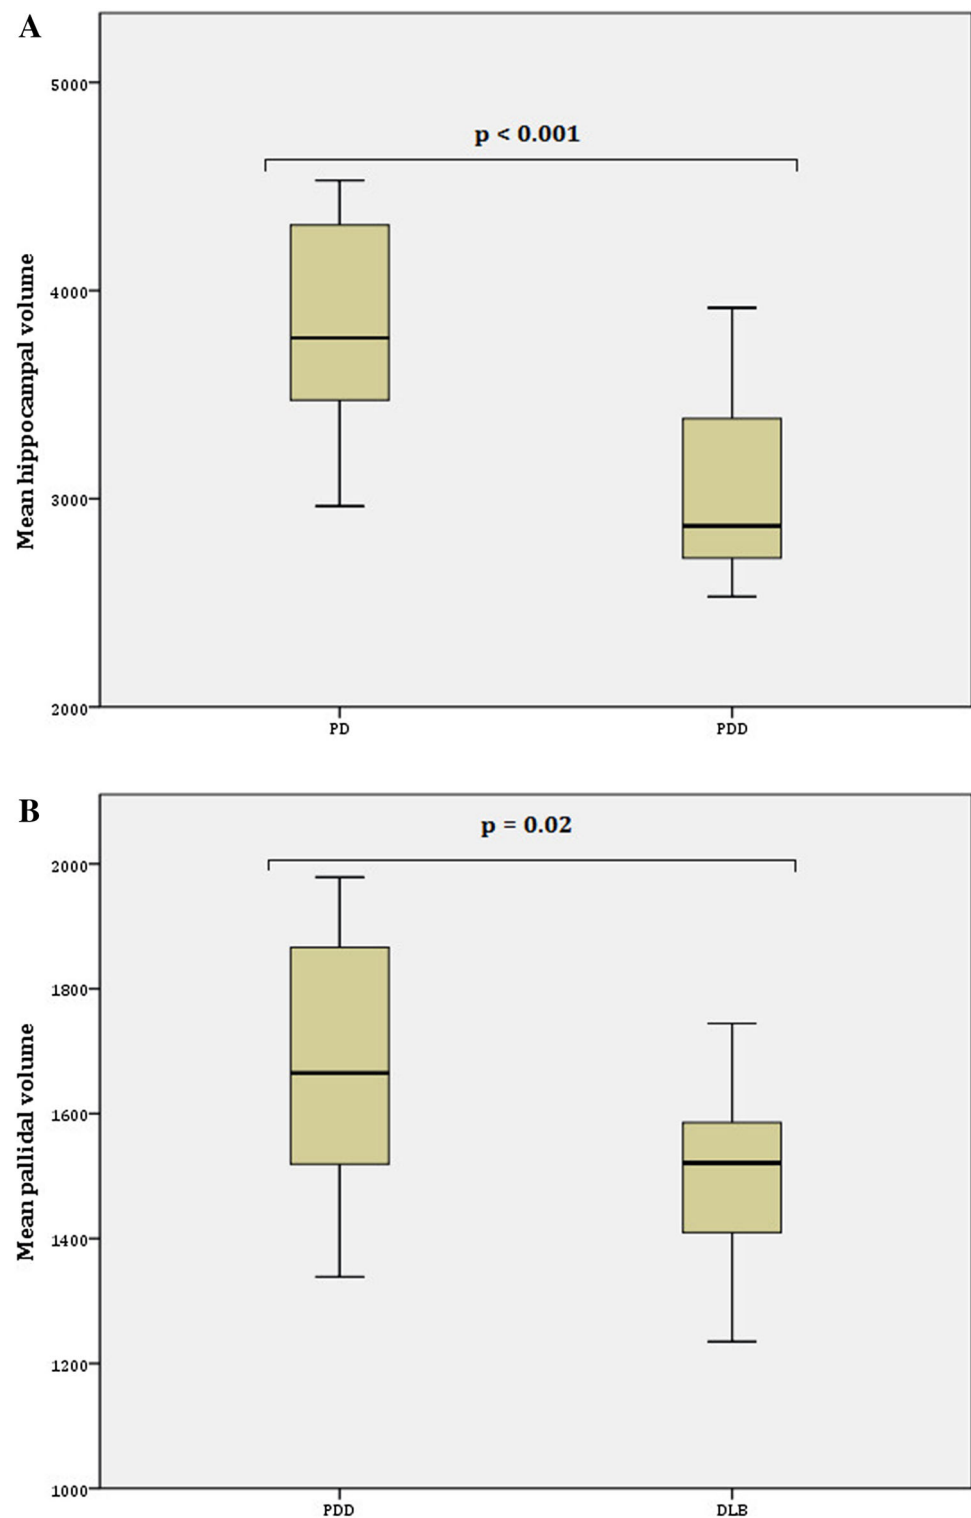 A
p < 0.001
Mean hippocampal volume
5000
4000
3000
2000
PD PDD
B
p = 0.02
Mean pallidal volume
2000
1800
1600
1400
1200
1000
PDD DLB